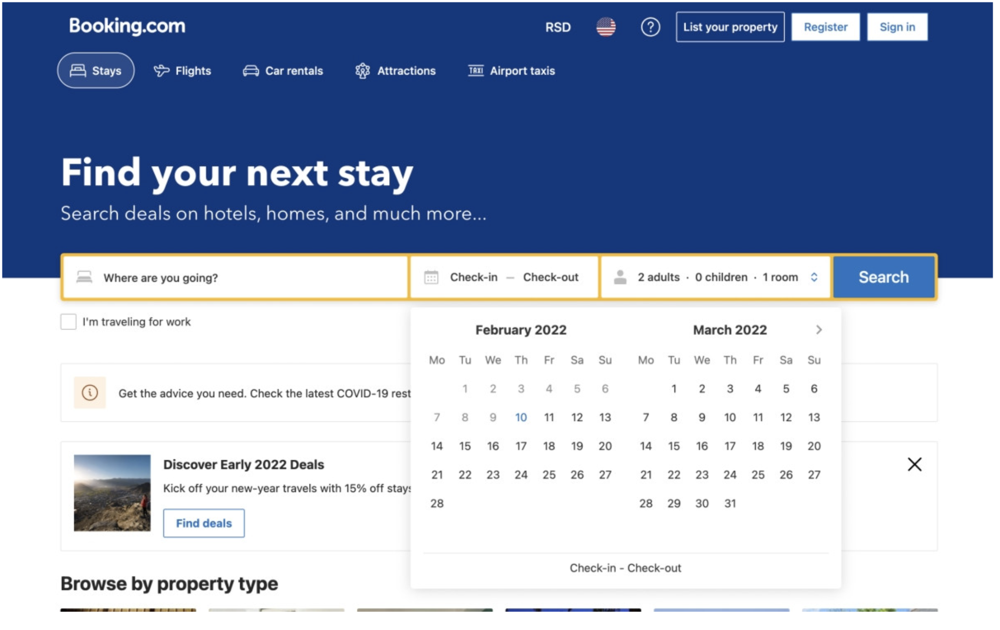 Booking.com
RSD
?
List your property
Register
Sign in
Stays
Flights
Car rentals
Attractions
TAXI
Airport taxis
Find your next stay
Search deals on hotels, homes, and much more...
Where are you going?
Check-in — Check-out
2 adults · 0 children · 1 room
Search
I'm traveling for work
Get the advice you need. Check the latest COVID-19 rest
Discover Early 2022 Deals
Kick off your new-year travels with 15% off stays
Find deals
Browse by property type
February 2022
Mo Tu We Th Fr Sa Su
1 2 3 4 5 6
7 8 9 10 11 12 13
14 15 16 17 18 19 20
21 22 23 24 25 26 27
28
March 2022
Mo Tu We Th Fr Sa Su
1 2 3 4 5 6
7 8 9 10 11 12 13
14 15 16 17 18 19 20
21 22 23 24 25 26 27
28 29 30 31
Check-in - Check-out